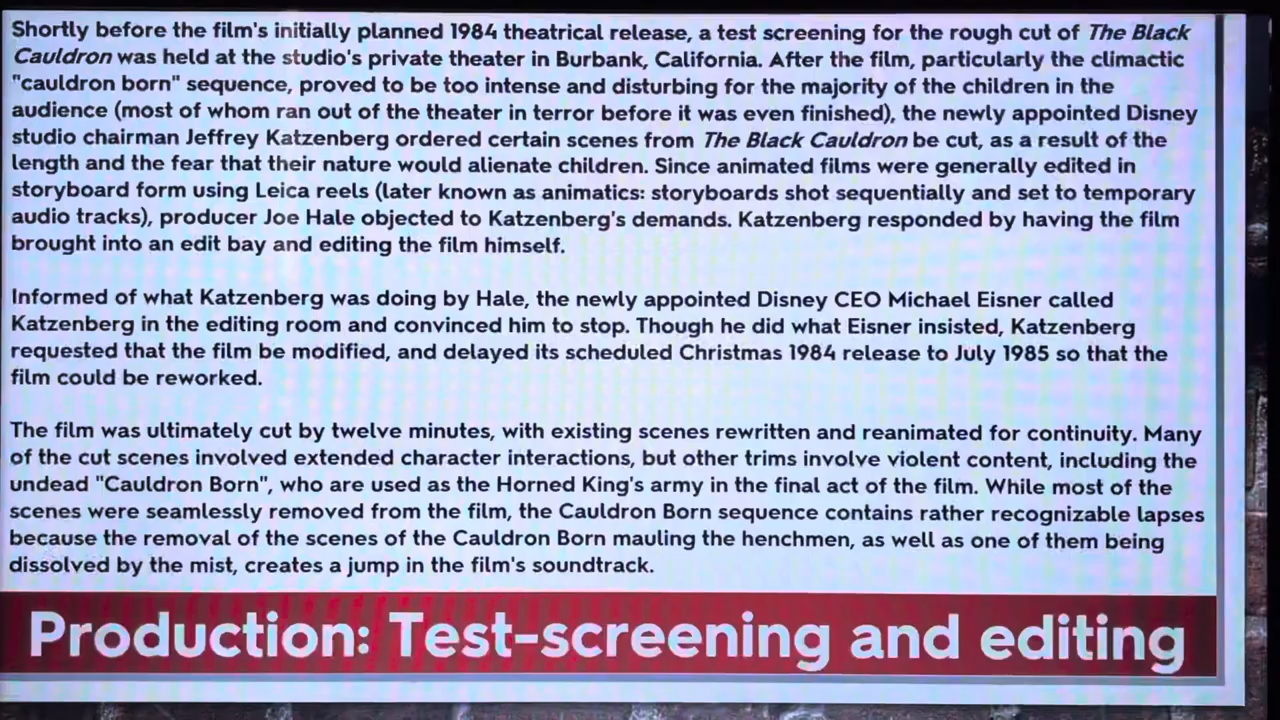 Shortly before the film's initially planned 1984 theatrical release, a test screening for the rough cut of The Black
Cauldron was held at the studio's private theater in Burbank, California. After the film, particularly the climactic
"cauldron born" sequence, proved to be too intense and disturbing for the majority of the children in the
audience (most of whom ran out of the theater in terror before it was even finished), the newly appointed Disney
studio chairman Jeffrey Katzenberg ordered certain scenes from The Black Cauldron be cut, as a result of the
length and the fear that their nature would alienate children. Since animated films were generally edited in
storyboard form using Leica reels (later known as animatics: storyboards shot sequentially and set to temporary
audio tracks), producer Joe Hale objected to Katzenberg's demands. Katzenberg responded by having the film
brought into an edit bay and editing the film himself.
Informed of what Katzenberg was doing by Hale, the newly appointed Disney CEO Michael Eisner called
Katzenberg in the editing room and convinced him to stop. Though he did what Eisner insisted, Katzenberg
requested that the film be modified, and delayed its scheduled Christmas 1984 release to July 1985 so that the
film could be reworked.
The film was ultimately cut by twelve minutes, with existing scenes rewritten and reanimated for continuity. Many
of the cut scenes involved extended character interactions, but other trims involve violent content, including the
undead "Cauldron Born", who are used as the Horned King's army in the final act of the film. While most of the
scenes were seamlessly removed from the film, the Cauldron Born sequence contains rather recognizable lapses
because the removal of the scenes of the Cauldron Born mauling the henchmen, as well as one of them being
dissolved by the mist, creates a jump in the film's soundtrack.
Production: Test-screening and editing